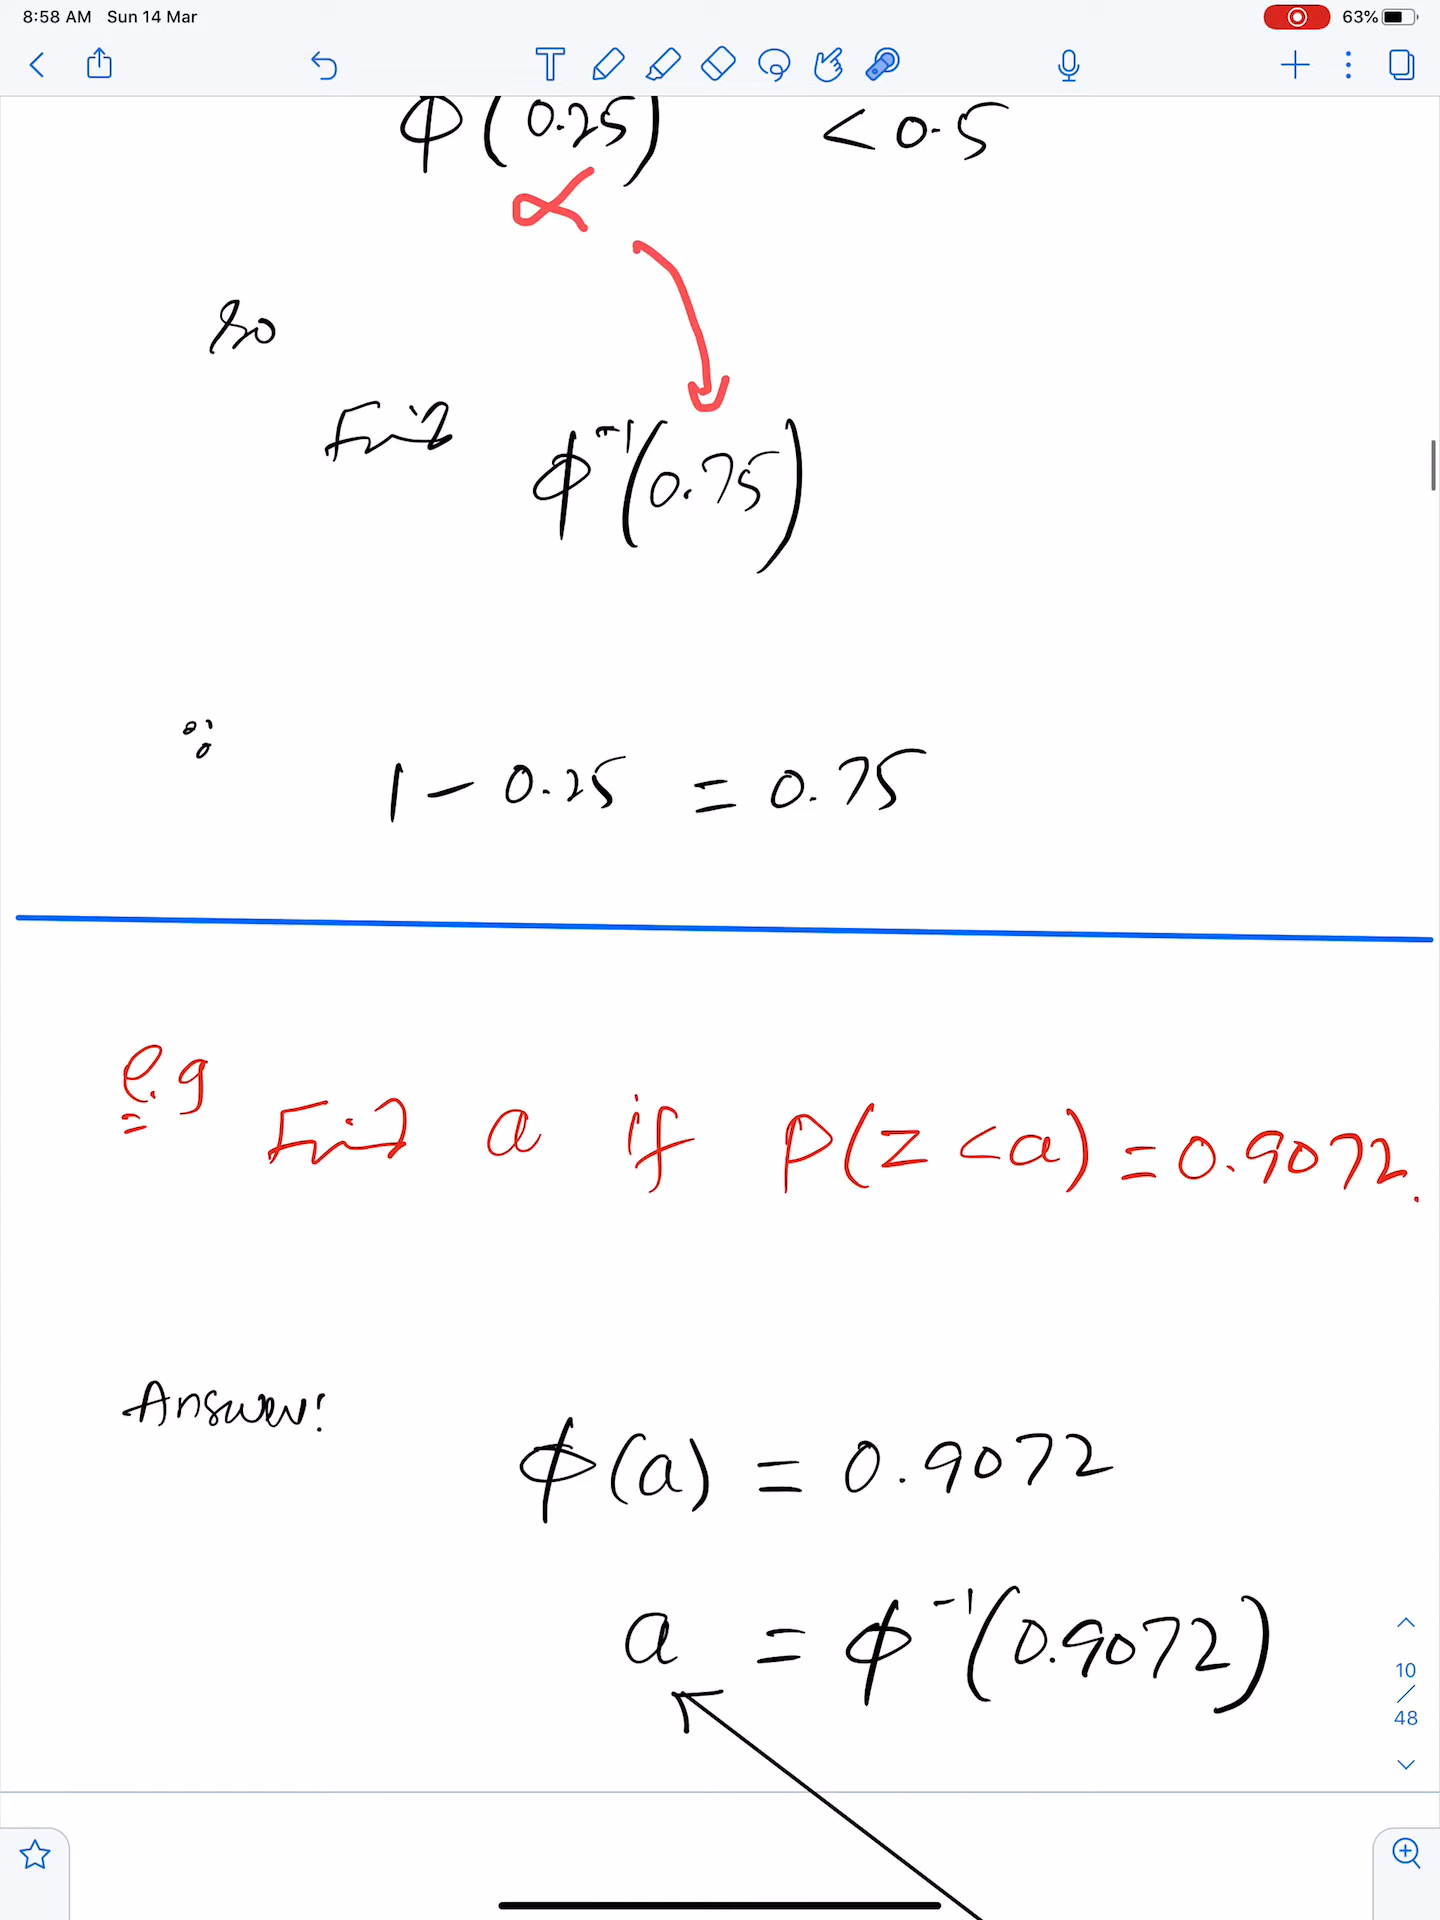 8:58 AM Sun 14 Mar 63%
T
ϕ(0.25) < 0.5
∝
so
Find ϕ⁻¹(0.75)
1 - 0.25 = 0.75
e.g Find a if P(z < a) = 0.9072.
Answer:
ϕ(a) = 0.9072
a = ϕ⁻¹(0.9072)
10
/
48